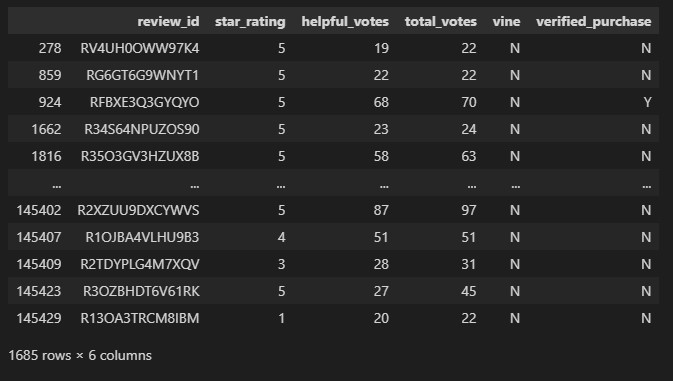 review_id star_rating helpful_votes total_votes vine verified_purchase
278 RV4UH0OWW97K4 5 19 22 N N
859 RG6GT6G9WNYT1 5 22 22 N N
924 RFBXE3Q3GYQYO 5 68 70 N Y
1662 R34S64NPUZOS90 5 23 24 N N
1816 R35O3GV3HZUX8B 5 58 63 N N
... ... ... ... ... ... ...
145402 R2XZUU9DXCYWVS 5 87 97 N N
145407 R1OJBA4VLHU9B3 4 51 51 N N
145409 R2TDYPLG4M7XQV 3 28 31 N N
145423 R3OZBHDT6V61RK 5 27 45 N N
145429 R13OA3TRCM8IBM 1 20 22 N N
1685 rows × 6 columns